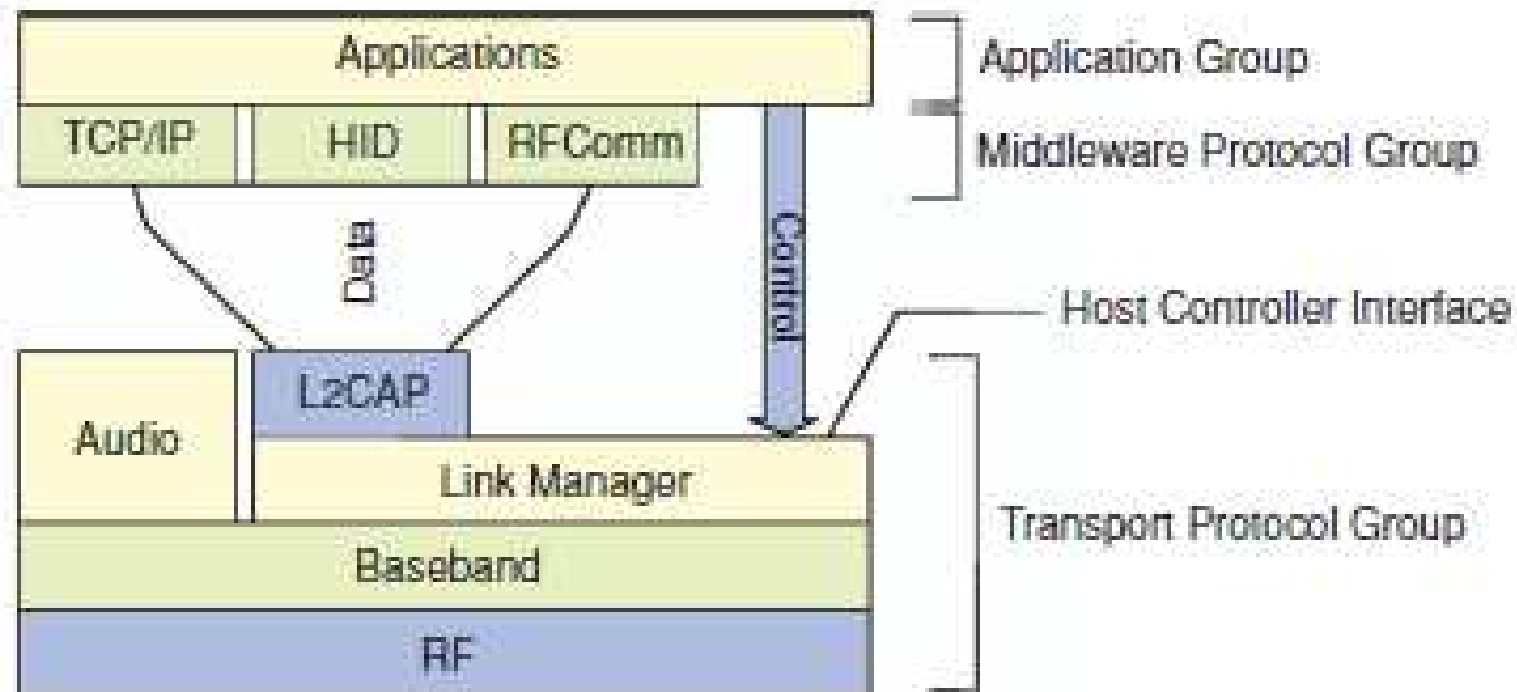 Applications
Application Group
TCP/IP
HID
RFComm
Middleware Protocol Group
Data
Control
Host Controller Interface
L2CAP
Audio
Link Manager
Transport Protocol Group
Baseband
RF